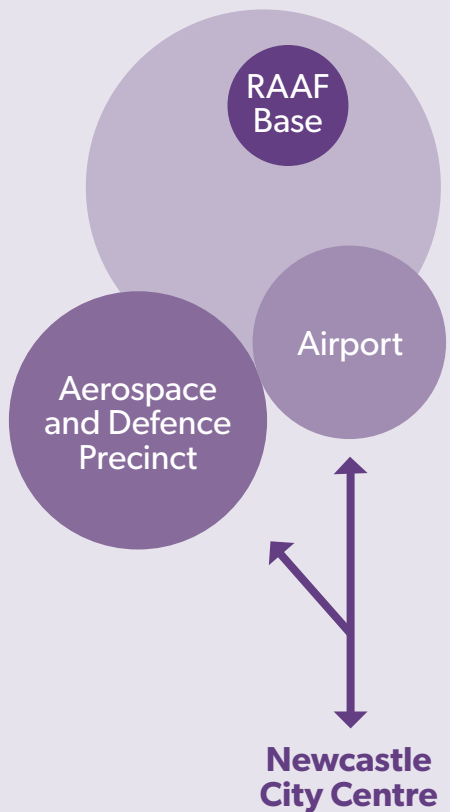 RAAF
Base
Airport
Aerospace
and Defence
Precinct
Newcastle
City Centre